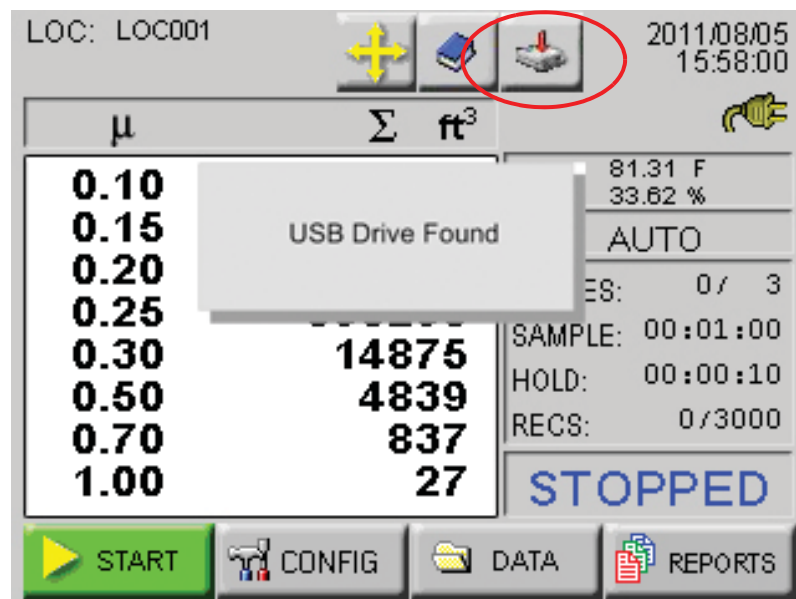 LOC: LOC001
2011/08/05
15:58:00
µ Σ ft³
0.10
0.15
0.20
0.25
0.30 14875
0.50 4839
0.70 837
1.00 27
USB Drive Found
81.31 F
33.62 %
AUTO
0/ 3
SAMPLE: 00:01:00
HOLD: 00:00:10
RECS: 0/3000
STOPPED
START CONFIG DATA REPORTS